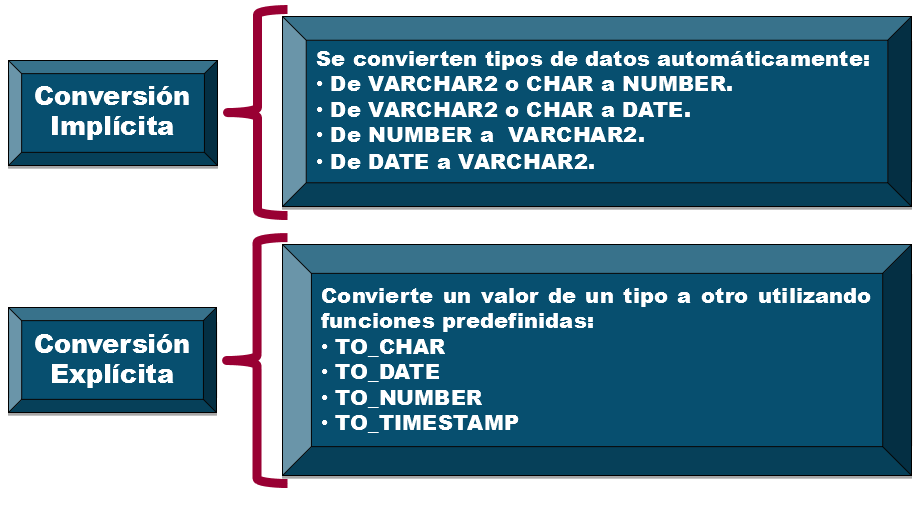 Conversión
Implícita
Se convierten tipos de datos automáticamente:
• De VARCHAR2 o CHAR a NUMBER.
• De VARCHAR2 o CHAR a DATE.
• De NUMBER a  VARCHAR2.
• De DATE a VARCHAR2.
Conversión
Explícita
Convierte un valor de un tipo a otro utilizando
funciones predefinidas:
• TO_CHAR
• TO_DATE
• TO_NUMBER
• TO_TIMESTAMP